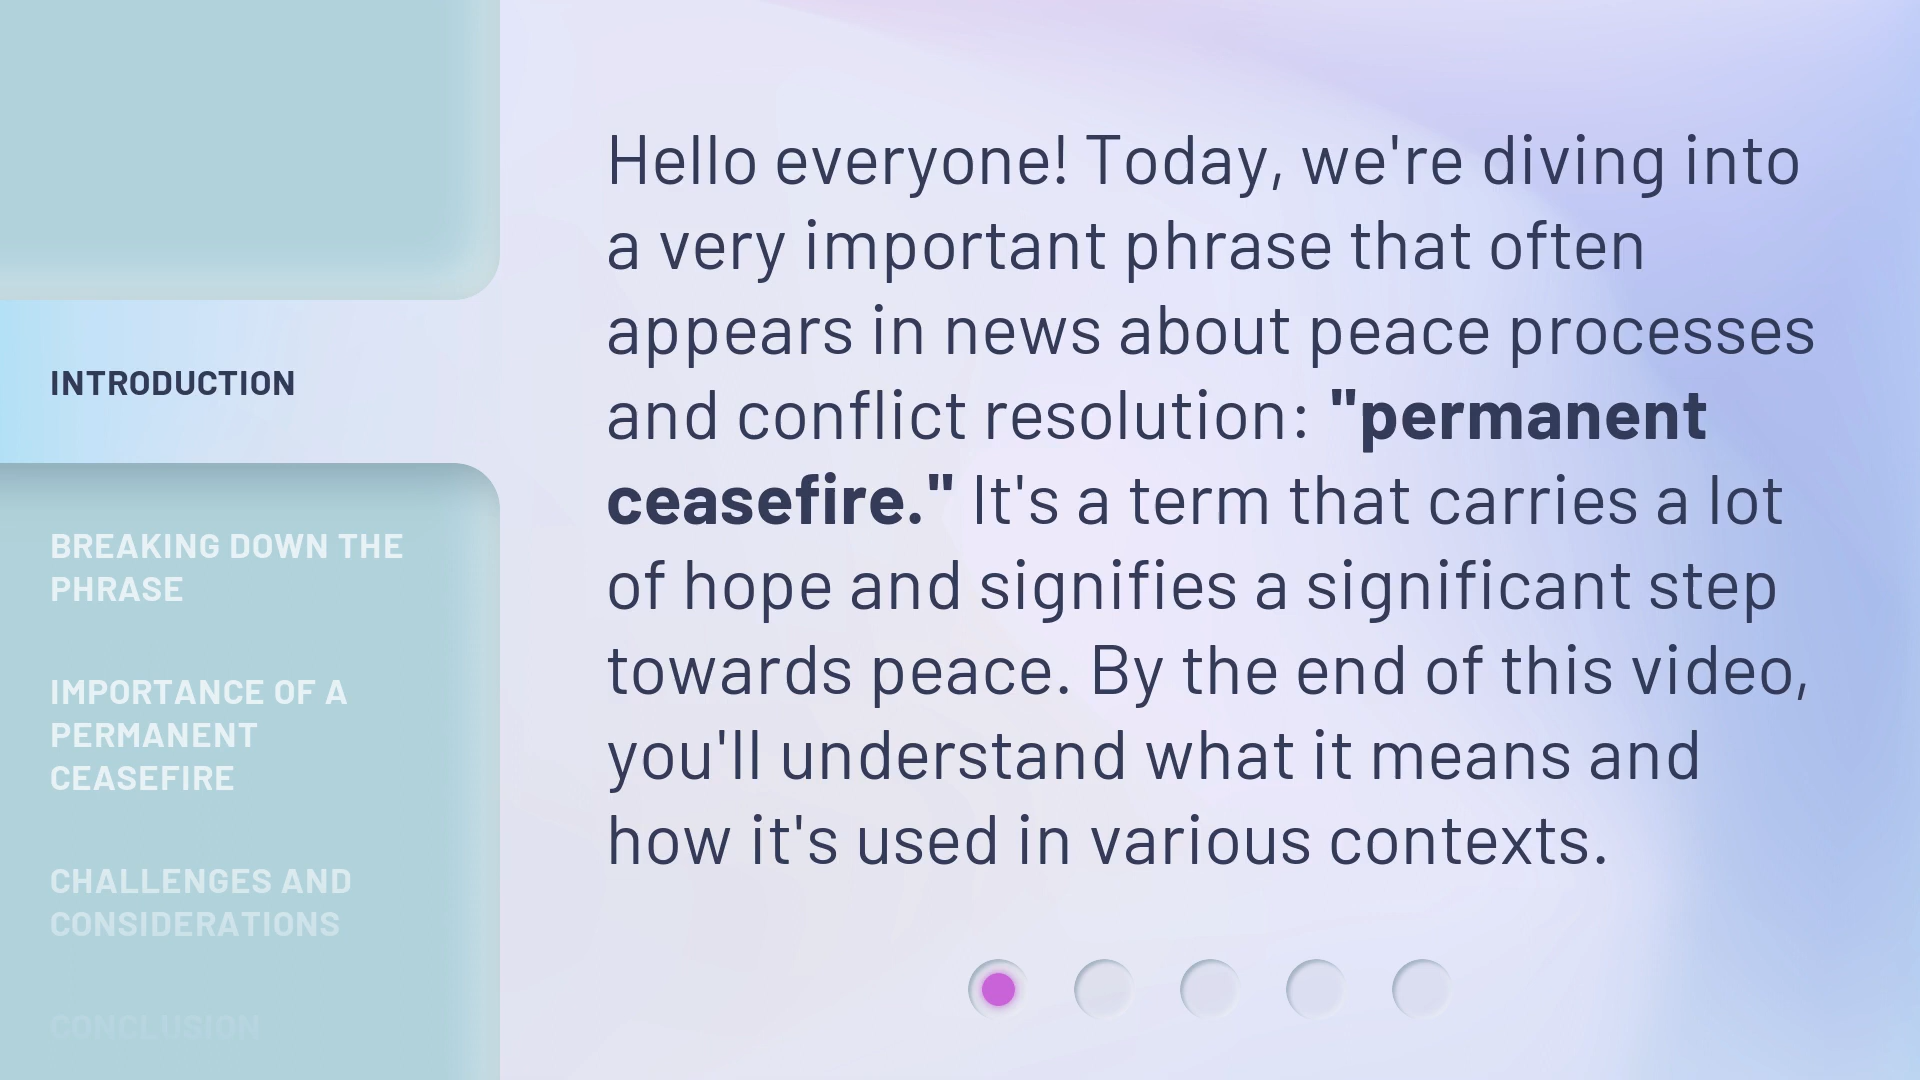 INTRODUCTION
BREAKING DOWN THE
PHRASE
IMPORTANCE OF A
PERMANENT
CEASEFIRE
CHALLENGES AND
CONSIDERATIONS
CONCLUSION
Hello everyone! Today, we're diving into
a very important phrase that often
appears in news about peace processes
and conflict resolution: "permanent
ceasefire." It's a term that carries a lot
of hope and signifies a significant step
towards peace. By the end of this video,
you'll understand what it means and
how it's used in various contexts.